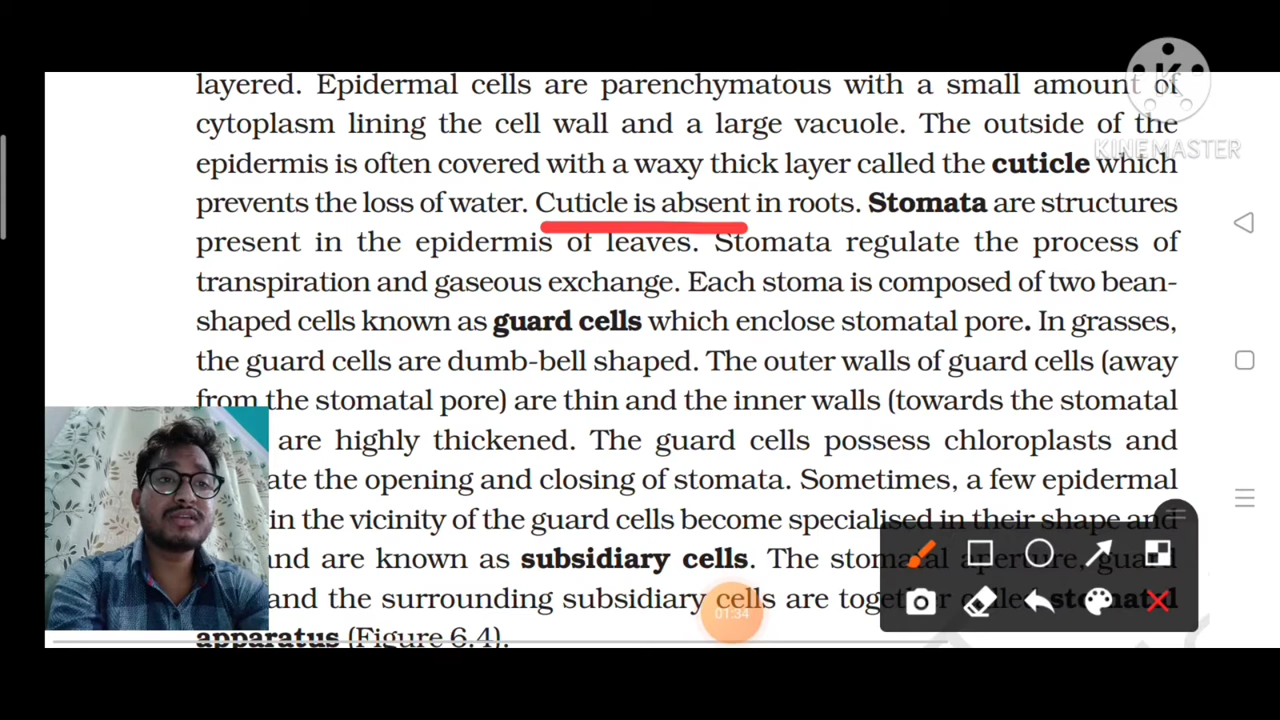 layered. Epidermal cells are parenchymatous with a small amount of
cytoplasm lining the cell wall and a large vacuole. The outside of the
epidermis is often covered with a waxy thick layer called the cuticle which
prevents the loss of water. Cuticle is absent in roots. Stomata are structures
present in the epidermis of leaves. Stomata regulate the process of
transpiration and gaseous exchange. Each stoma is composed of two bean-
shaped cells known as guard cells which enclose stomatal pore. In grasses,
the guard cells are dumb-bell shaped. The outer walls of guard cells (away
from the stomatal pore) are thin and the inner walls (towards the stomatal
are highly thickened. The guard cells possess chloroplasts and
ate the opening and closing of stomata. Sometimes, a few epidermal
in the vicinity of the guard cells become specialised in their shape and
and are known as subsidiary cells. The stomatal aperture, guard
and the surrounding subsidiary cells are together called stomatal
apparatus (Figure 6.4).
KINEMASTER
01:34